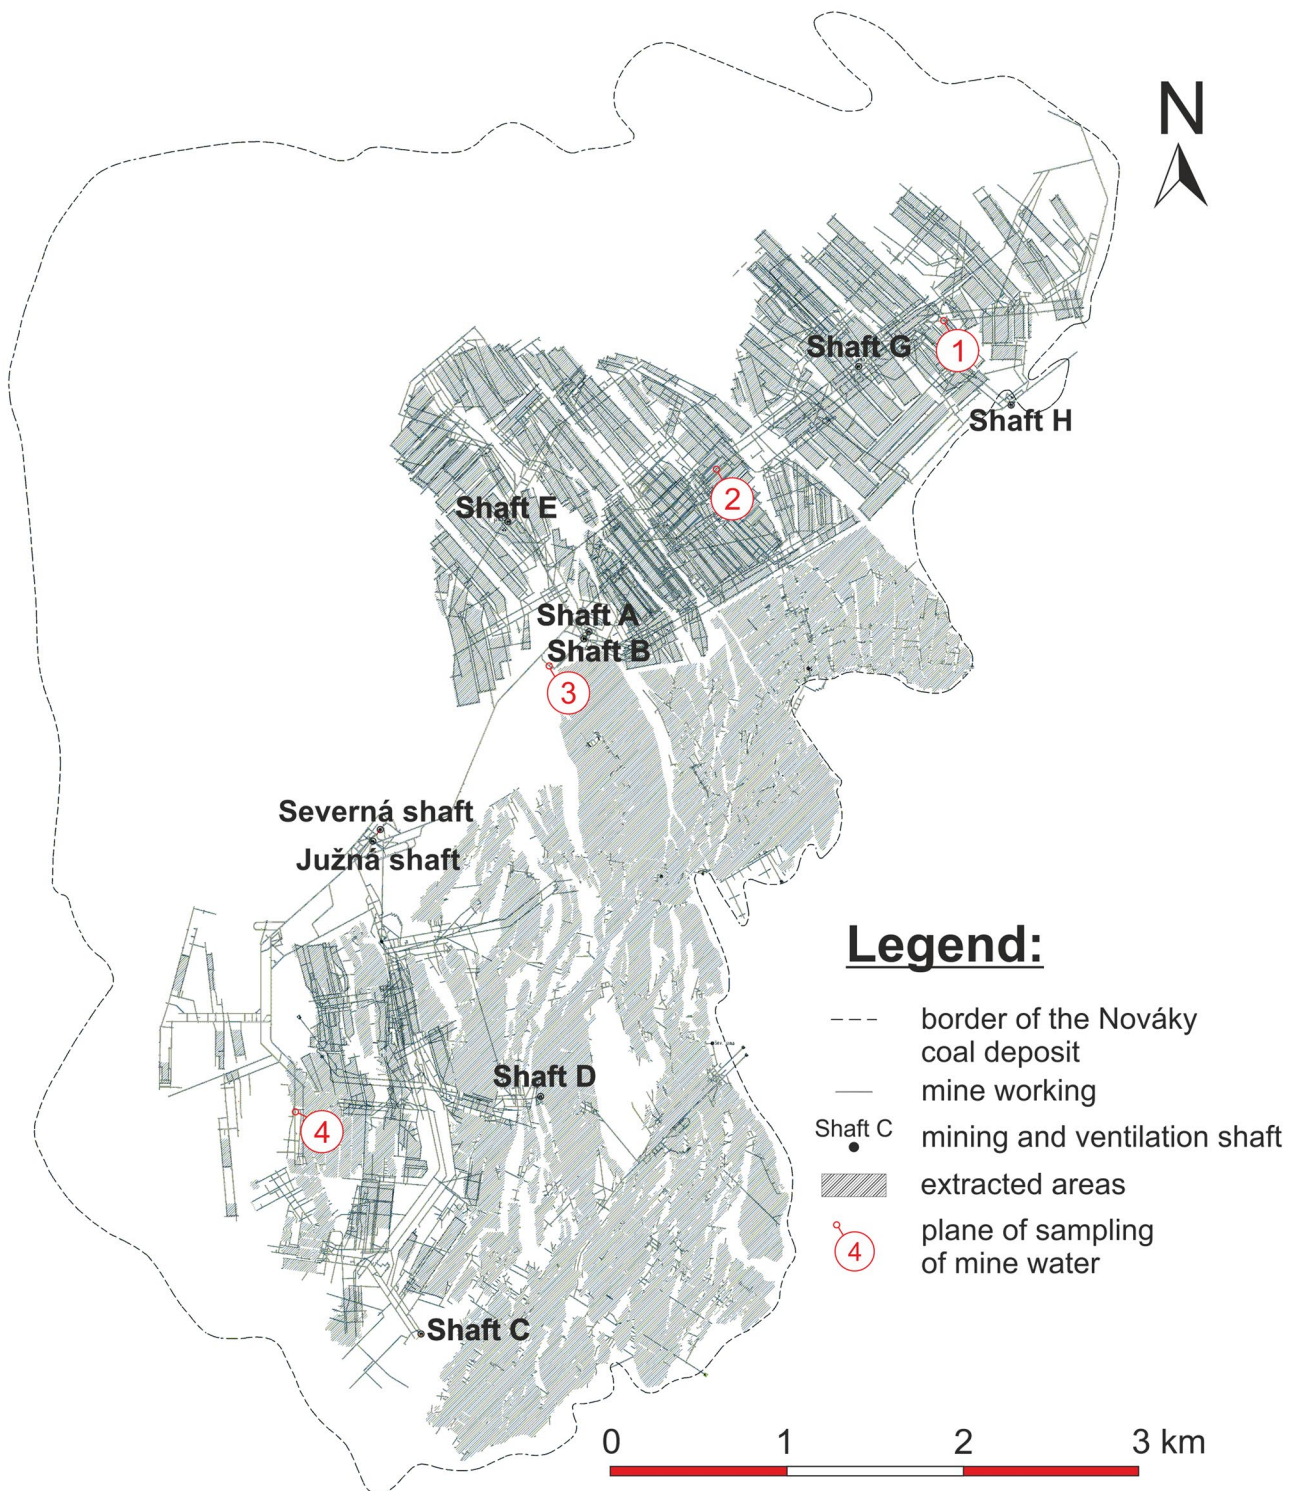 N
Shaft G
1
Shaft H
2
Shaft E
Shaft A
Shaft B
3
Severná shaft
Južná shaft
Legend:
border of the Nováky
coal deposit
mine working
Shaft C
mining and ventilation shaft
extracted areas
4
plane of sampling
of mine water
Shaft D
4
Shaft C
0 1 2 3 km